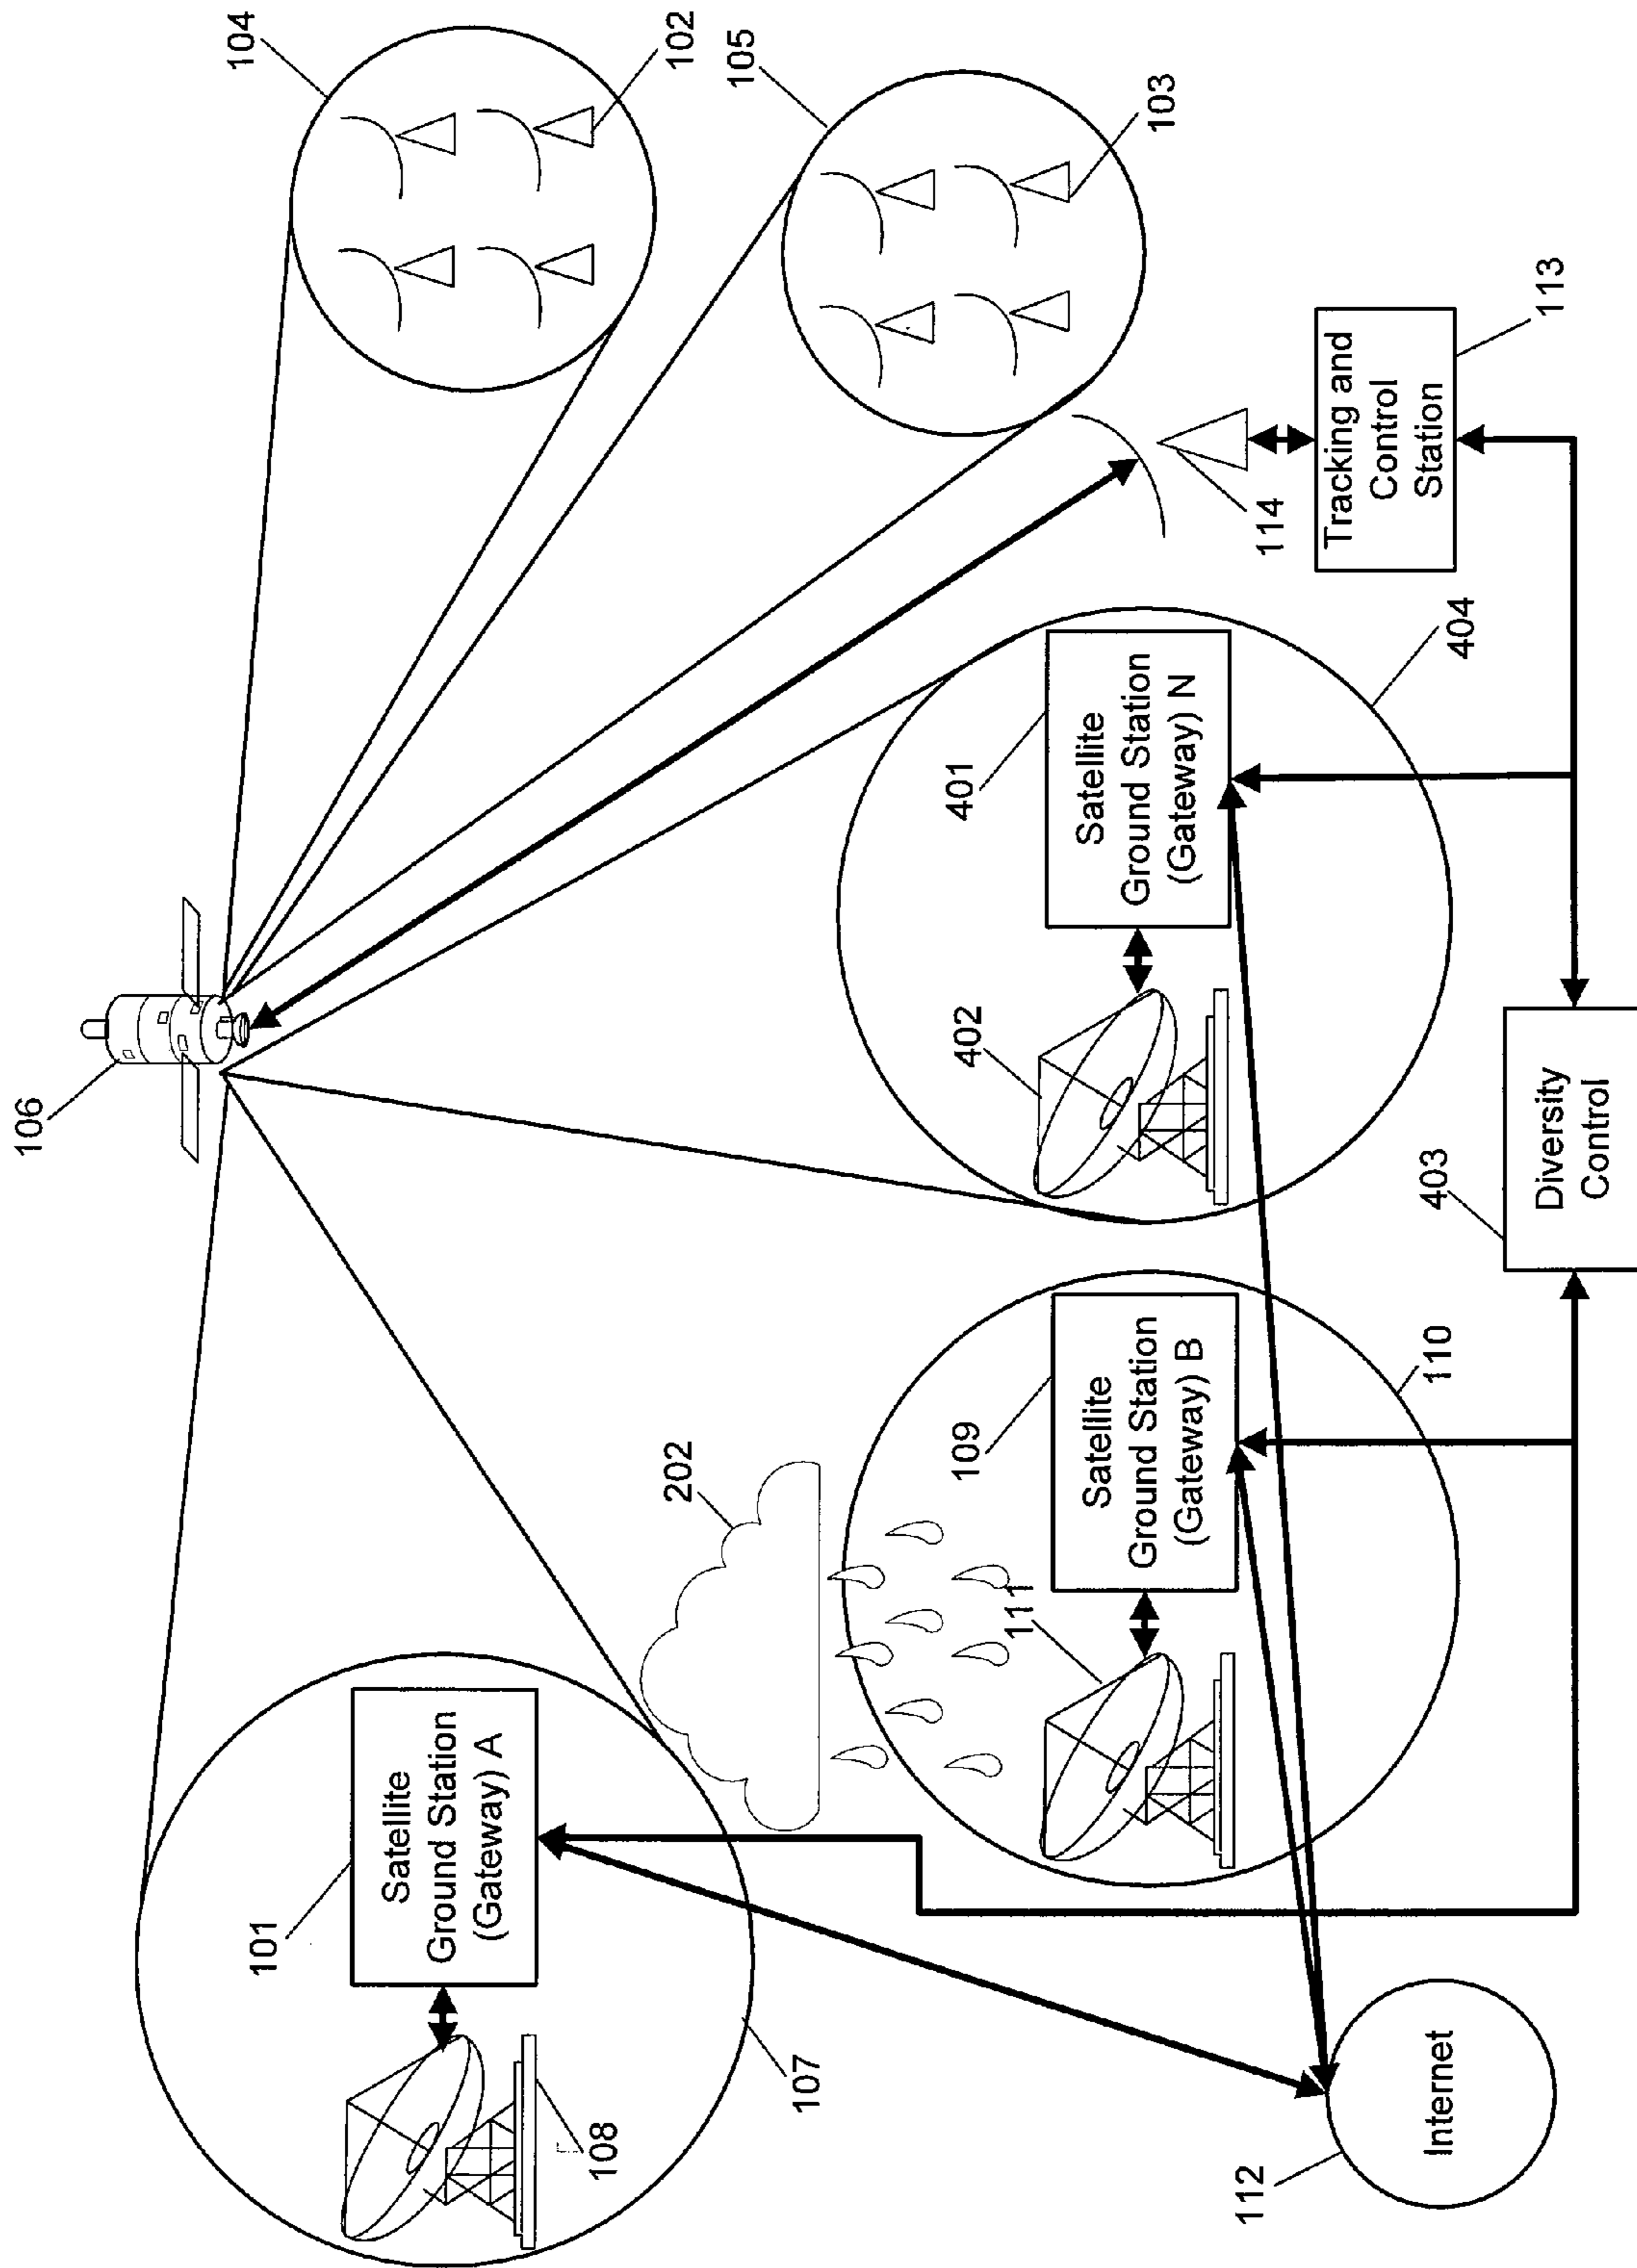 106
104
102
105
103
101
Satellite
Ground Station
(Gateway) A
108
107
202
109
Satellite
Ground Station
(Gateway) B
111
110
401
Satellite
Ground Station
(Gateway) N
402
404
114
Tracking and
Control
Station
113
112
Internet
403
Diversity
Control